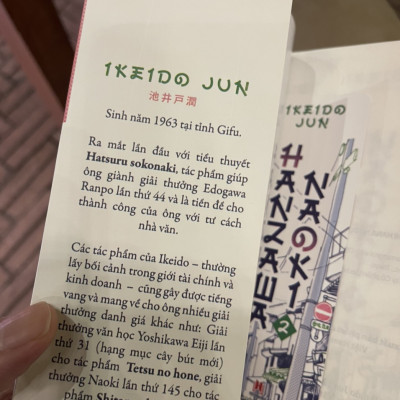 IKEIDO JUN
池井戸潤
Sinh năm 1963 tại tỉnh Gifu.
Ra mắt lần đầu với tiểu thuyết
Hatsuru sokonaki, tác phẩm giúp
ông giành giải thưởng Edogawa
Ranpo lần thứ 44 và là tiền đề cho
thành công của ông với tư cách
nhà văn.
Các tác phẩm của Ikeido – thường
lấy bối cảnh trong giới tài chính và
kinh doanh – cũng gây được tiếng
vang và mang về cho ông nhiều giải
thưởng danh giá khác như: Giải
thưởng văn học Yoshikawa Eiji lần
thứ 31 (hạng mục cây bút mới)
cho tác phẩm Tetsu no hone, giải
thưởng Naoki lần thứ 145 cho tác
phẩm
IKEIDO
JUN
HANZAWA
NAOKI
2